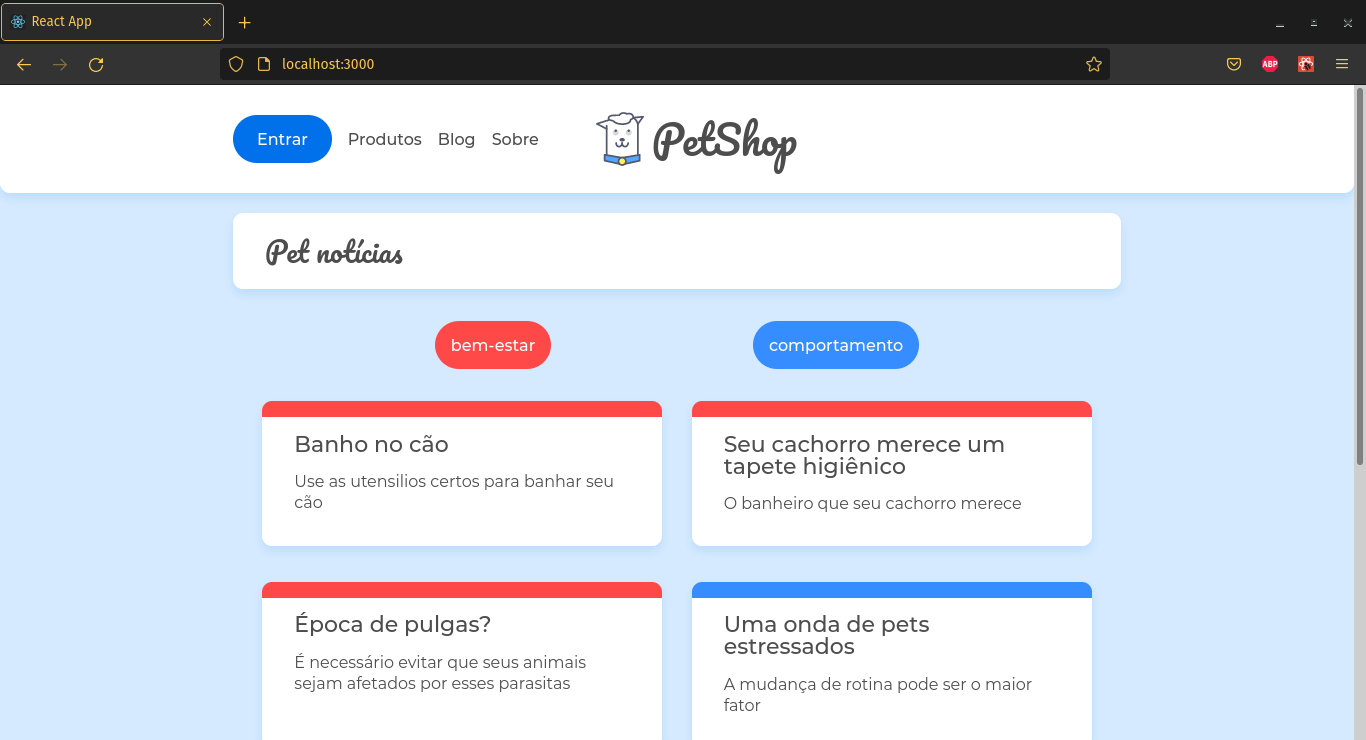 React App
localhost:3000
ABP
Entrar
Produtos
Blog
Sobre
PetShop
Pet notícias
bem-estar
comportamento
Banho no cão
Use as utensilios certos para banhar seu
cão
Seu cachorro merece um
tapete higiênico
O banheiro que seu cachorro merece
Época de pulgas?
É necessário evitar que seus animais
sejam afetados por esses parasitas
Uma onda de pets
estressados
A mudança de rotina pode ser o maior
fator